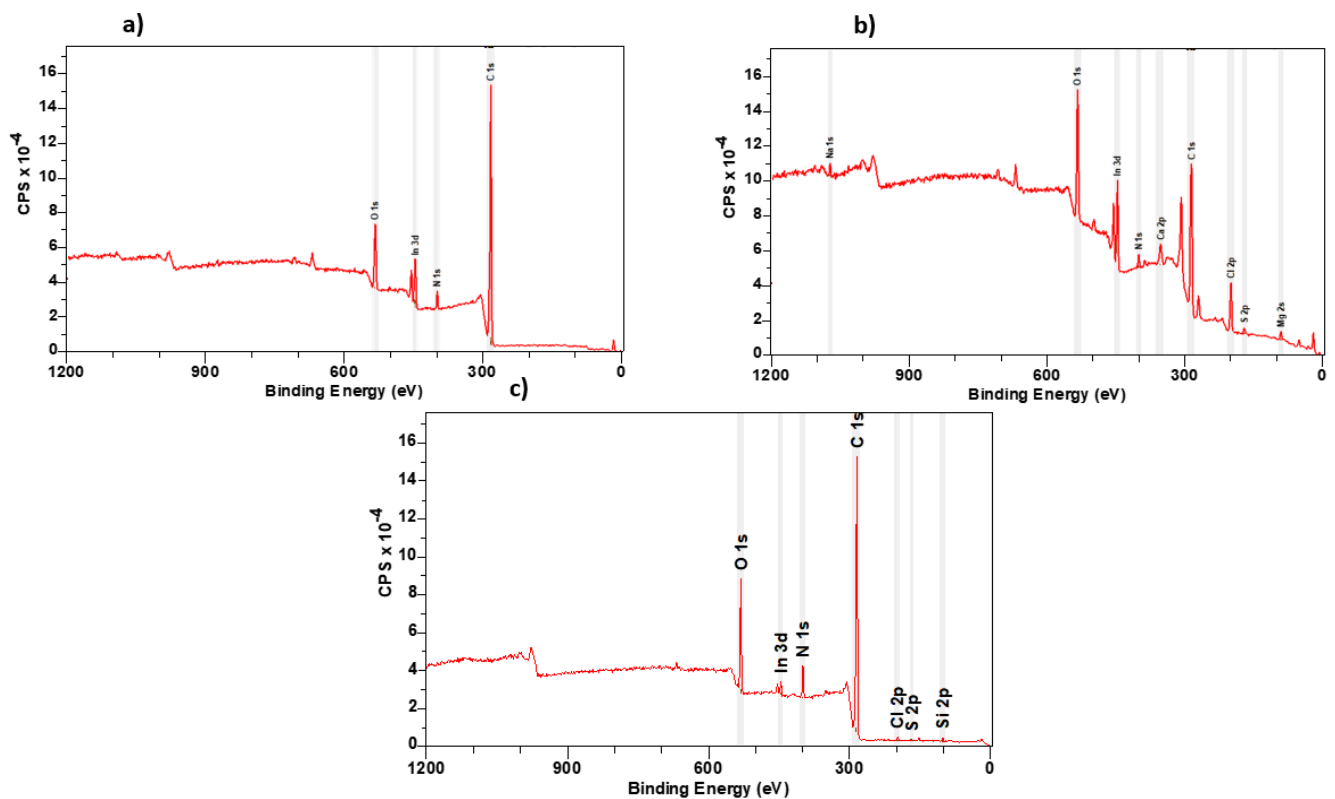 a)
CPS x 10-4
16
14
12
10
8
6
4
2
0
O 1s
In 3d
N 1s
C 1s
1200
900
600
300
0
Binding Energy (eV)
b)
CPS x 10-4
16
14
12
10
8
6
4
2
0
Na 1s
O 1s
In 3d
N 1s
Ca 2p
C 1s
Cl 2p
S 2p
Mg 2s
1200
900
600
300
0
Binding Energy (eV)
c)
CPS x 10-4
16
14
12
10
8
6
4
2
0
O 1s
In 3d
N 1s
C 1s
Cl 2p
S 2p
Si 2p
1200
900
600
300
0
Binding Energy (eV)